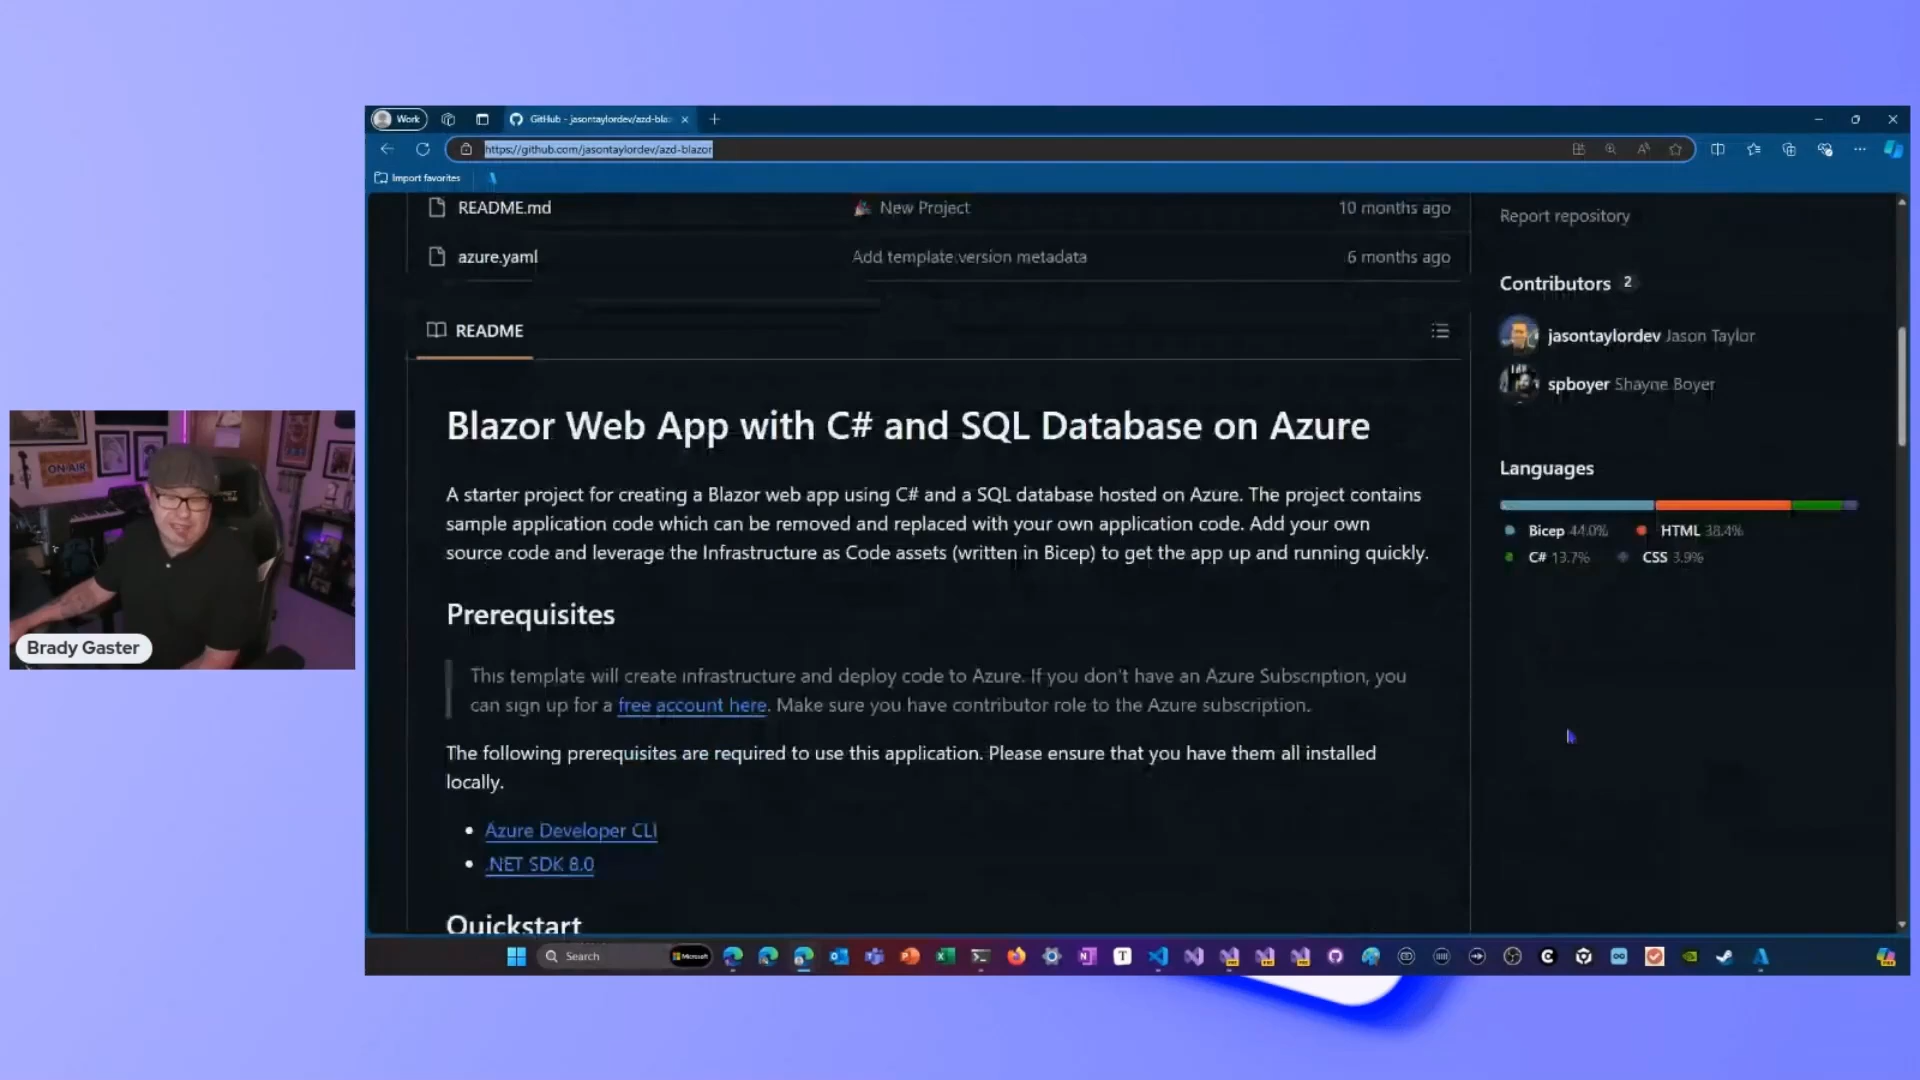 Work
GitHub - jasontaylordev/azd-bla
https://github.com/jasontaylordev/azd-blazor
Import favorites
README.md
New Project
10 months ago
azure.yaml
Add template version metadata
6 months ago
README
Blazor Web App with C# and SQL Database on Azure
A starter project for creating a Blazor web app using C# and a SQL database hosted on Azure. The project contains
sample application code which can be removed and replaced with your own application code. Add your own
source code and leverage the Infrastructure as Code assets (written in Bicep) to get the app up and running quickly.
Prerequisites
This template will create infrastructure and deploy code to Azure. If you don't have an Azure Subscription, you
can sign up for a free account here. Make sure you have contributor role to the Azure subscription.
The following prerequisites are required to use this application. Please ensure that you have them all installed
locally.
• Azure Developer CLI
• .NET SDK 8.0
Quickstart
Report repository
Contributors 2
jasontaylordev Jason Taylor
spboyer Shayne Boyer
Languages
Bicep 44.0% HTML 38.4%
C# 13.7% CSS 3.9%
ON AIR
Brady Gaster
Search
Microsoft